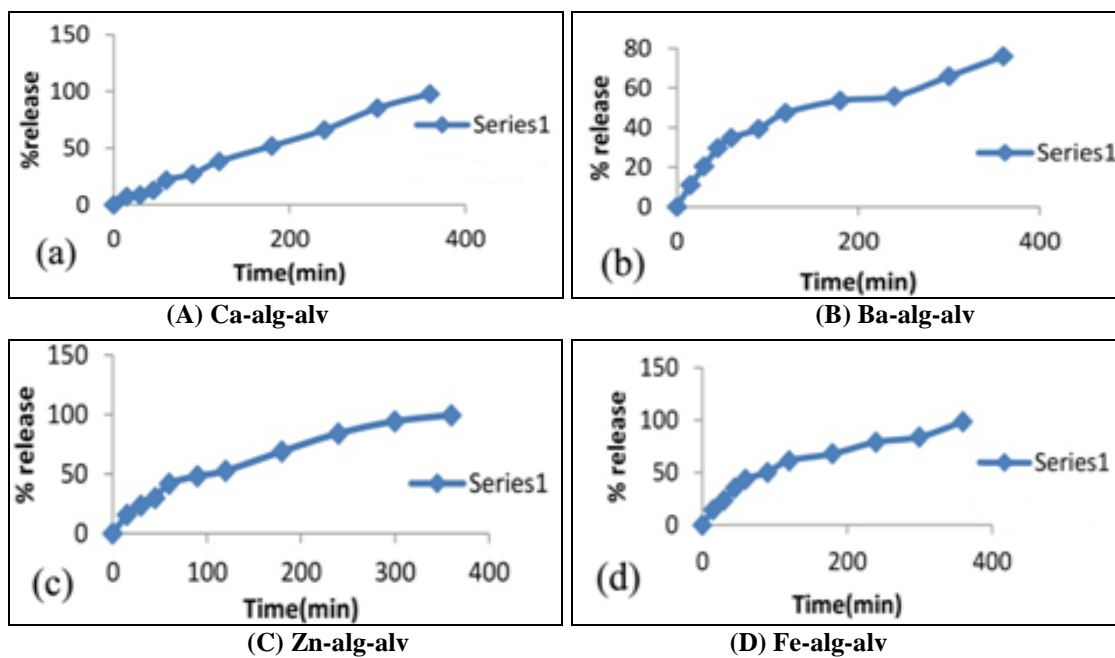 150
100
50
0
%release
Series1
0
200
400
(a)
Time(min)
(A) Ca-alg-alv
80
60
40
20
0
% release
Series1
0
200
400
(b)
Time(min)
(B) Ba-alg-alv
150
100
50
0
% release
Series1
0
100
200
300
400
(c)
Time(min)
(C) Zn-alg-alv
150
100
50
0
% release
Series1
0
200
400
(d)
Time(min)
(D) Fe-alg-alv